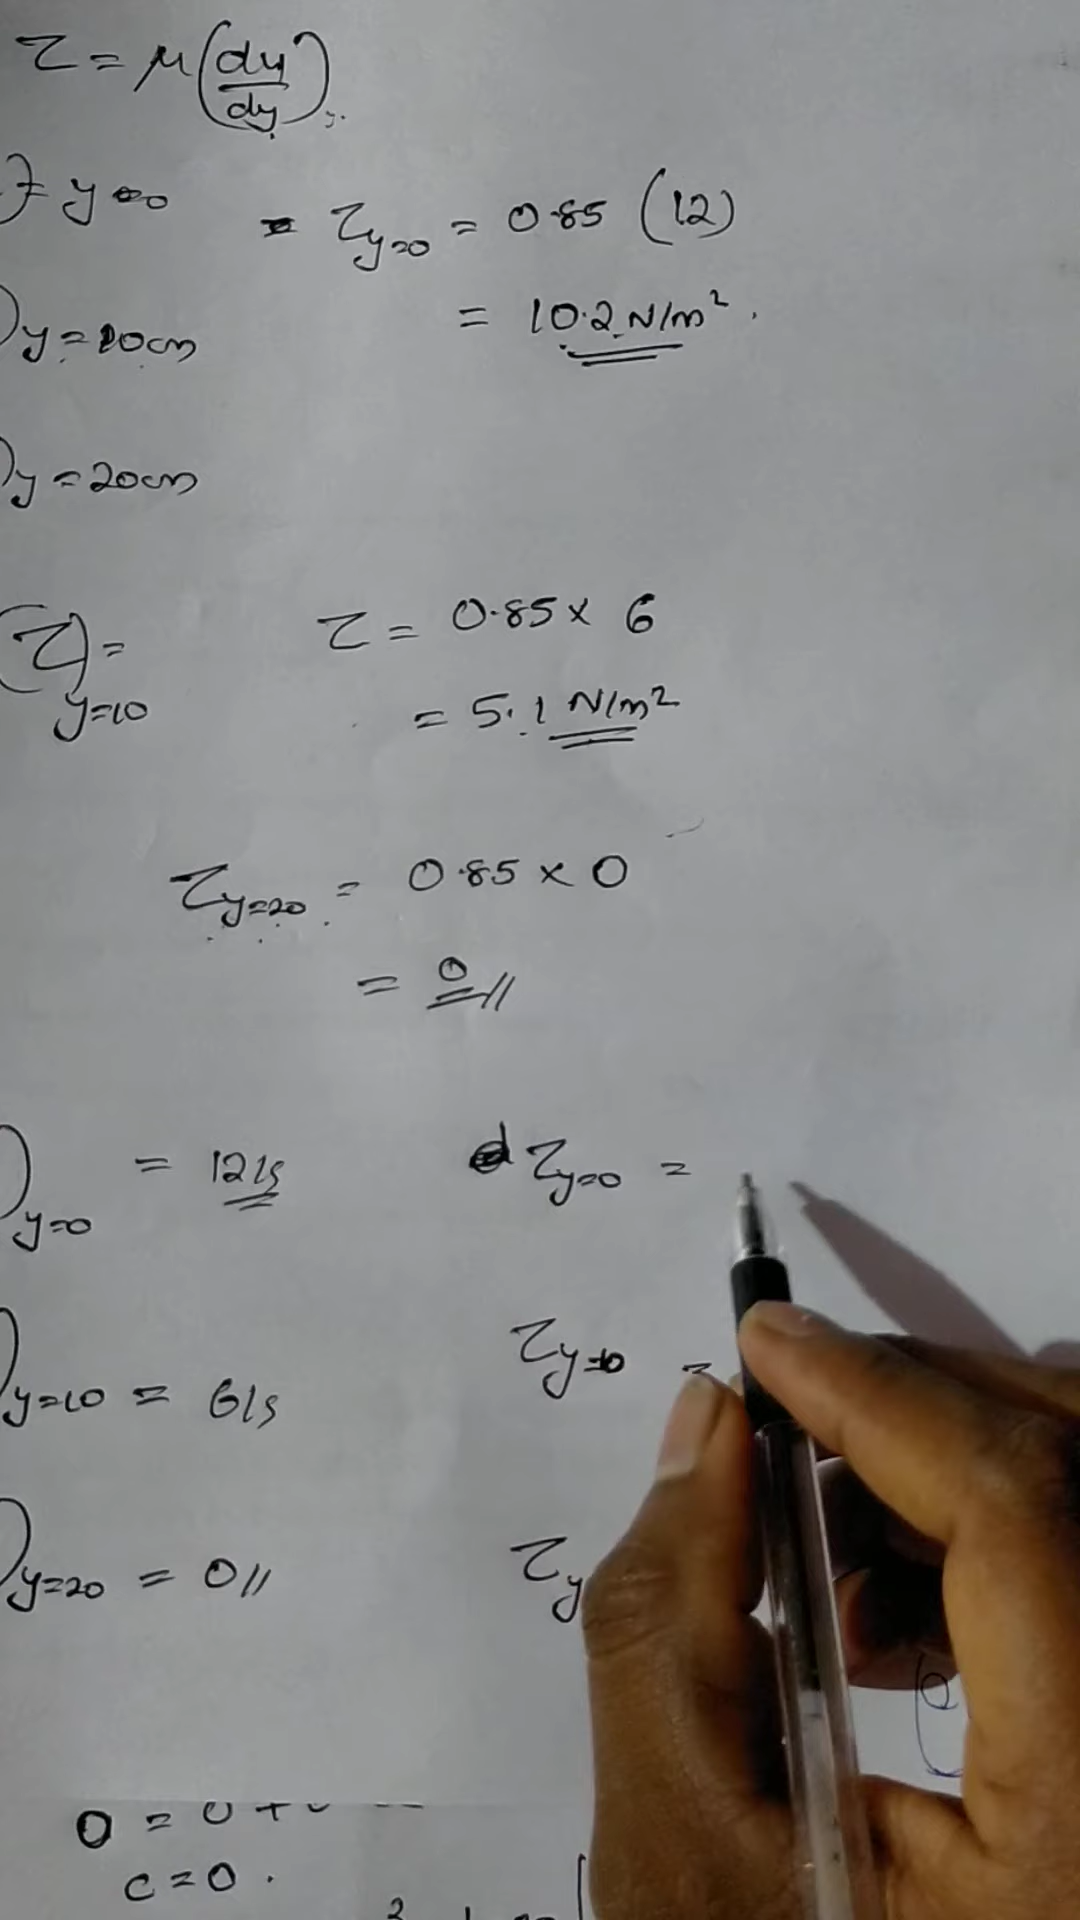 τ = μ(du/dy)
) = y=0
τy=0 = 0.85 (12)
= 10.2 N/m².
)y=10cm
)y=20cm
(τ)y=10 =
τ = 0.85 x 6
= 5.1 N/m²
τy=20 = 0.85 x 0
= 0//
)y=0 = 12/s
τy=0 =
)y=10 = 6/s
τy=10 =
)y=20 = 0//
τy
0 = 0 +
c = 0.